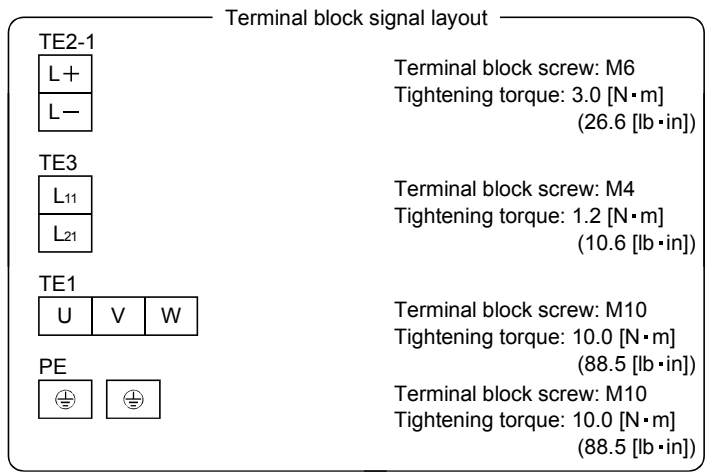 Terminal block signal layout
TE2-1
L+
Terminal block screw: M6
Tightening torque: 3.0 [N▪m]
L−
(26.6 [lb▪in])
TE3
L11
Terminal block screw: M4
Tightening torque: 1.2 [N▪m]
L21
(10.6 [lb▪in])
TE1
U V W
Terminal block screw: M10
Tightening torque: 10.0 [N▪m]
(88.5 [lb▪in])
PE
Terminal block screw: M10
Tightening torque: 10.0 [N▪m]
(88.5 [lb▪in])